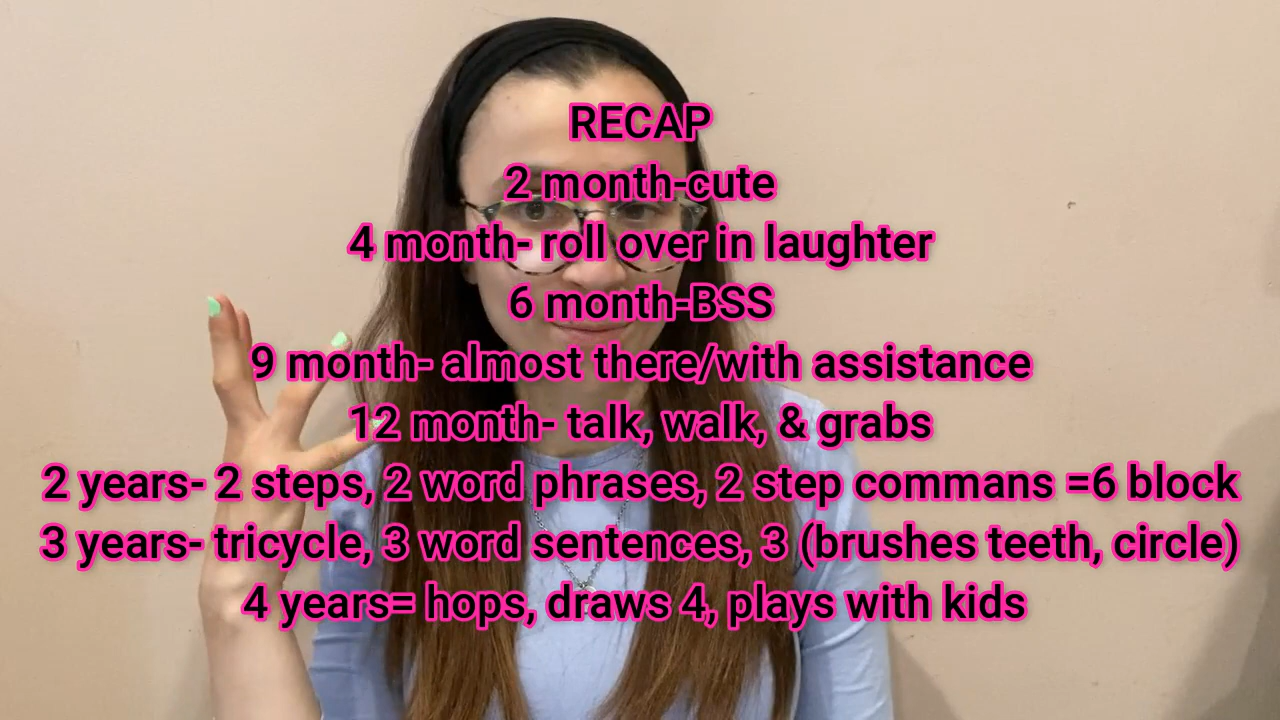 RECAP
2 month-cute
4 month- roll over in laughter
6 month-BSS
9 month- almost there/with assistance
12 month- talk, walk, & grabs
2 years- 2 steps, 2 word phrases, 2 step commans =6 block
3 years- tricycle, 3 word sentences, 3 (brushes teeth, circle)
4 years= hops, draws 4, plays with kids